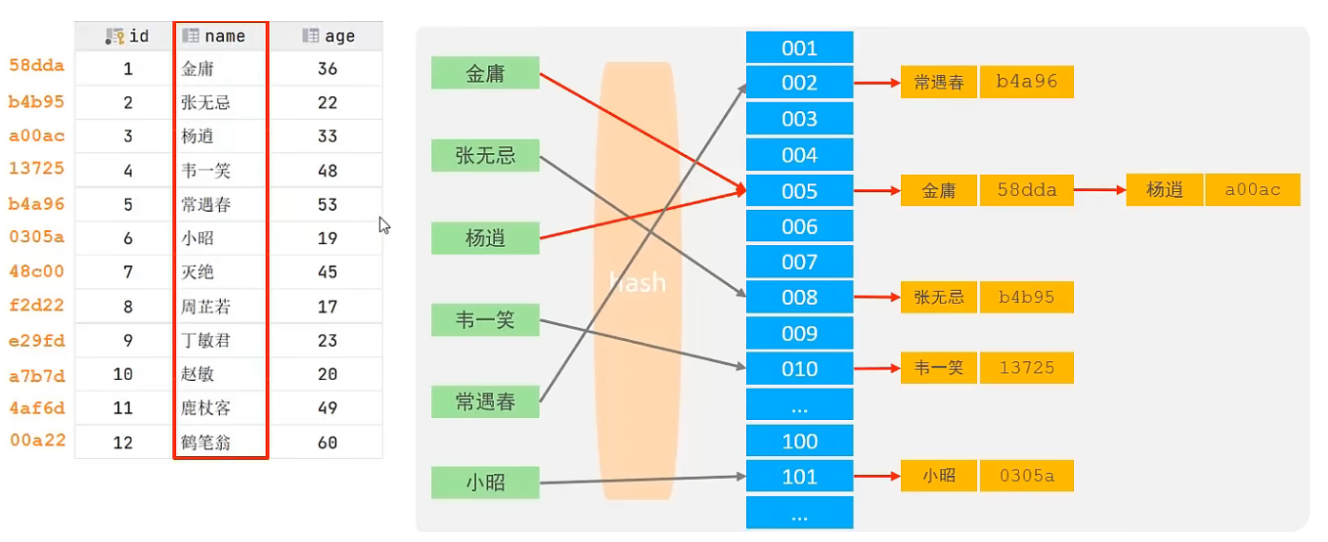 id name age
58dda 1 金庸 36
b4b95 2 张无忌 22
a00ac 3 杨逍 33
13725 4 韦一笑 48
b4a96 5 常遇春 53
0305a 6 小昭 19
48c00 7 灭绝 45
f2d22 8 周芷若 17
e29fd 9 丁敏君 23
a7b7d 10 赵敏 20
4af6d 11 鹿杖客 49
00a22 12 鹤笔翁 60
金庸
张无忌
杨逍
韦一笑
常遇春
小昭
hash
001
002 常遇春 b4a96
003
004
005 金庸 58dda 杨逍 a00ac
006
007
008 张无忌 b4b95
009
010 韦一笑 13725
...
100
101 小昭 0305a
...